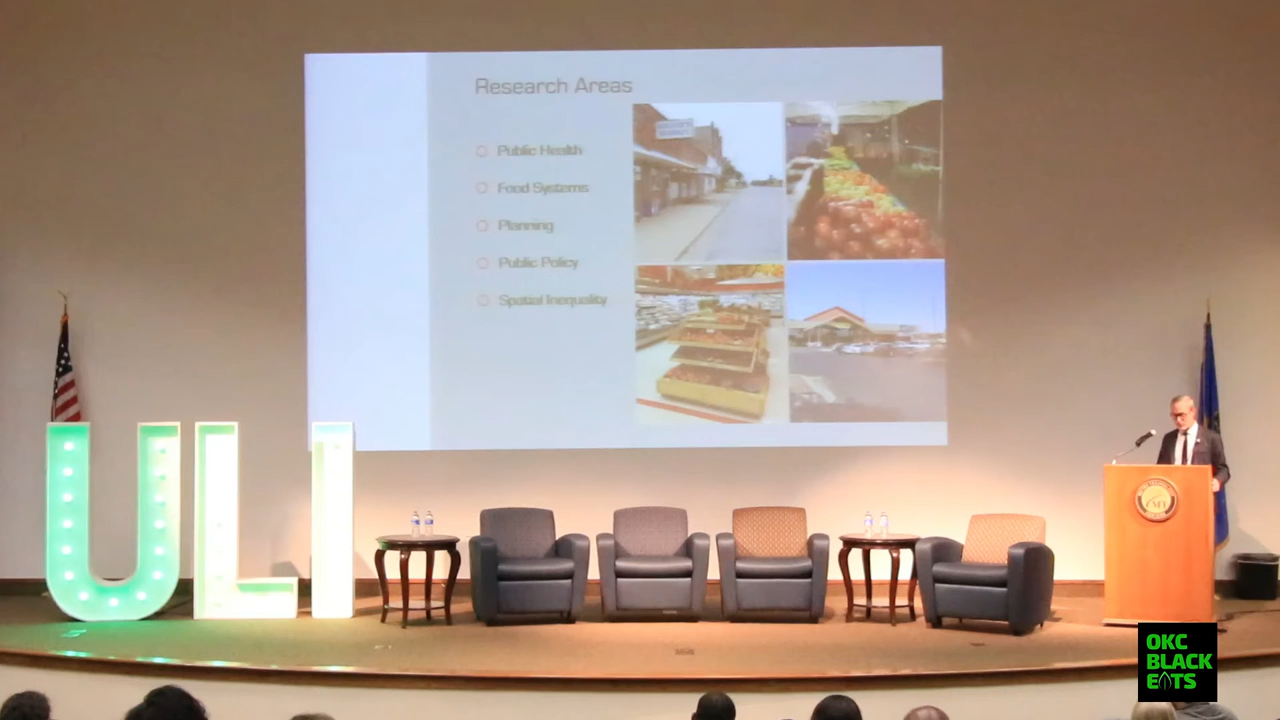 Research Areas
Public Health
Food Systems
Planning
Public Policy
Spatial Inequality
ULI
OKC
BLACK
EATS